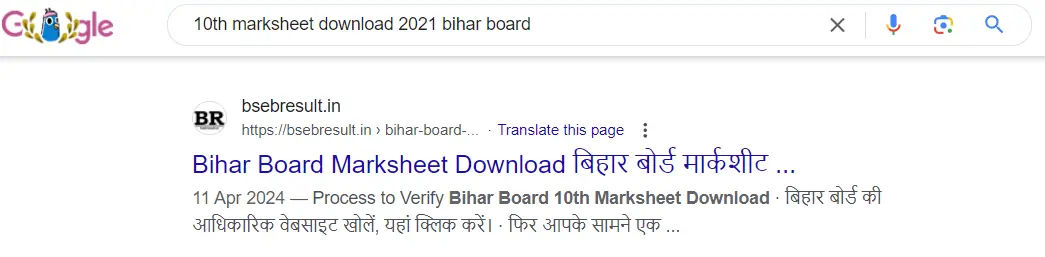 Google
10th marksheet download 2021 bihar board
BR
bsebresult.in
https://bsebresult.in › bihar-board-... · Translate this page
Bihar Board Marksheet Download बिहार बोर्ड मार्कशीट ...
11 Apr 2024 — Process to Verify Bihar Board 10th Marksheet Download · बिहार बोर्ड की
आधिकारिक वेबसाइट खोलें, यहां क्लिक करें। · फिर आपके सामने एक ...